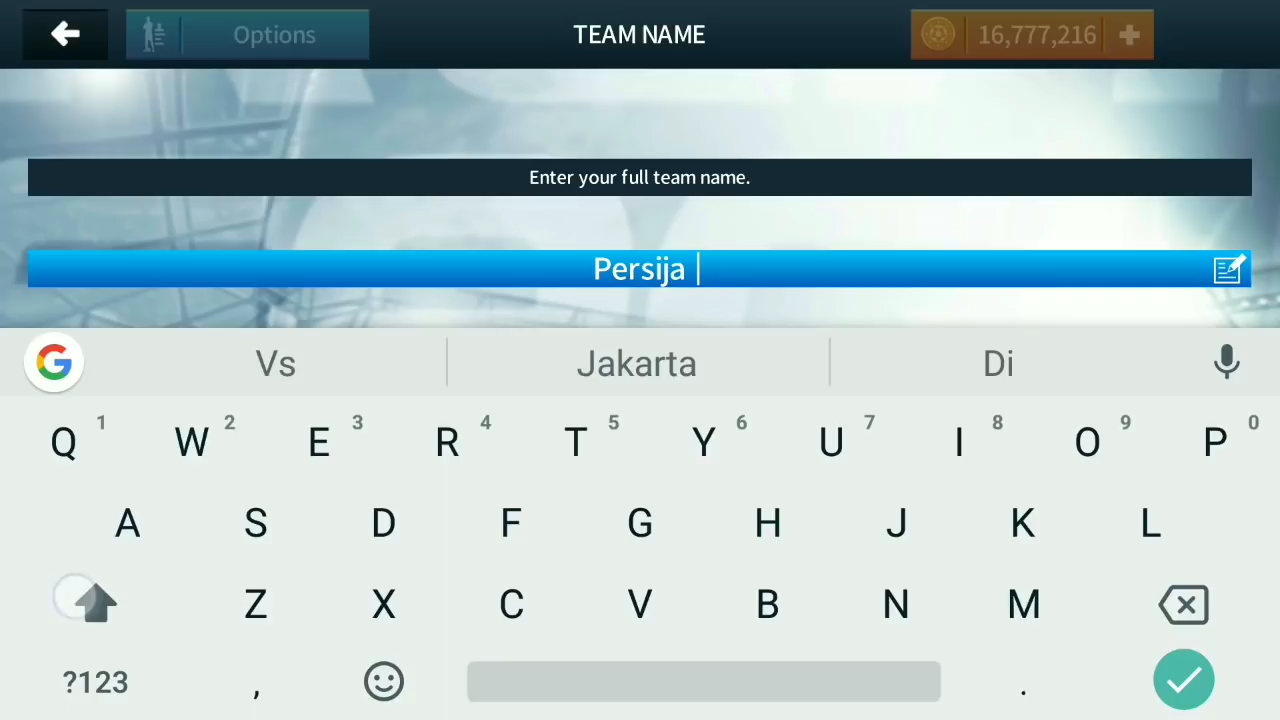 Options
TEAM NAME
16,777,216
Enter your full team name.
Persija
Vs Jakarta Di
Q 1 W 2 E 3 R 4 T 5 Y 6 U 7 I 8 O 9 P 0
A S D F G H J K L
Z X C V B N M
?123 , .